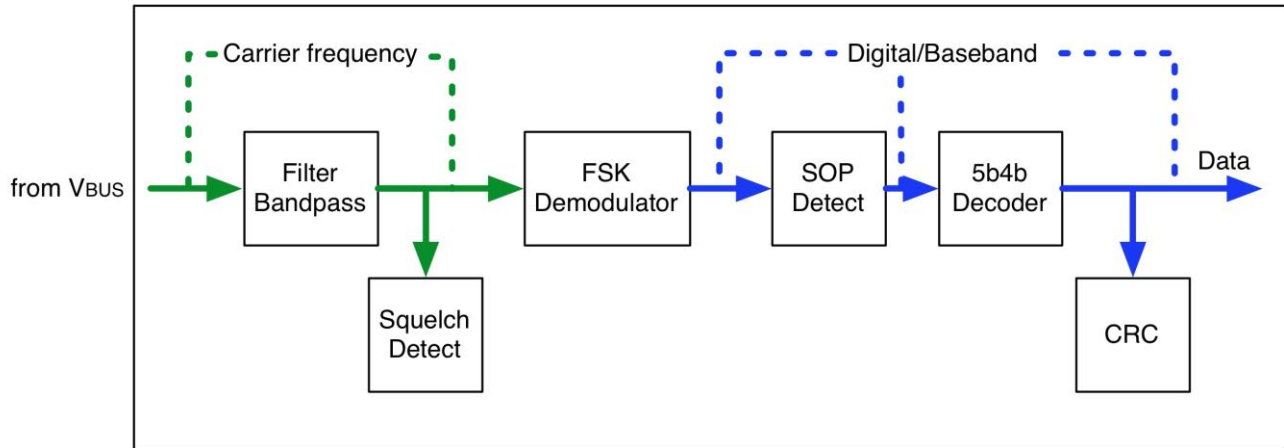 Carrier frequency
Digital/Baseband
from VBUS
Filter
Bandpass
FSK
Demodulator
SOP
Detect
5b4b
Decoder
Data
Squelch
Detect
CRC